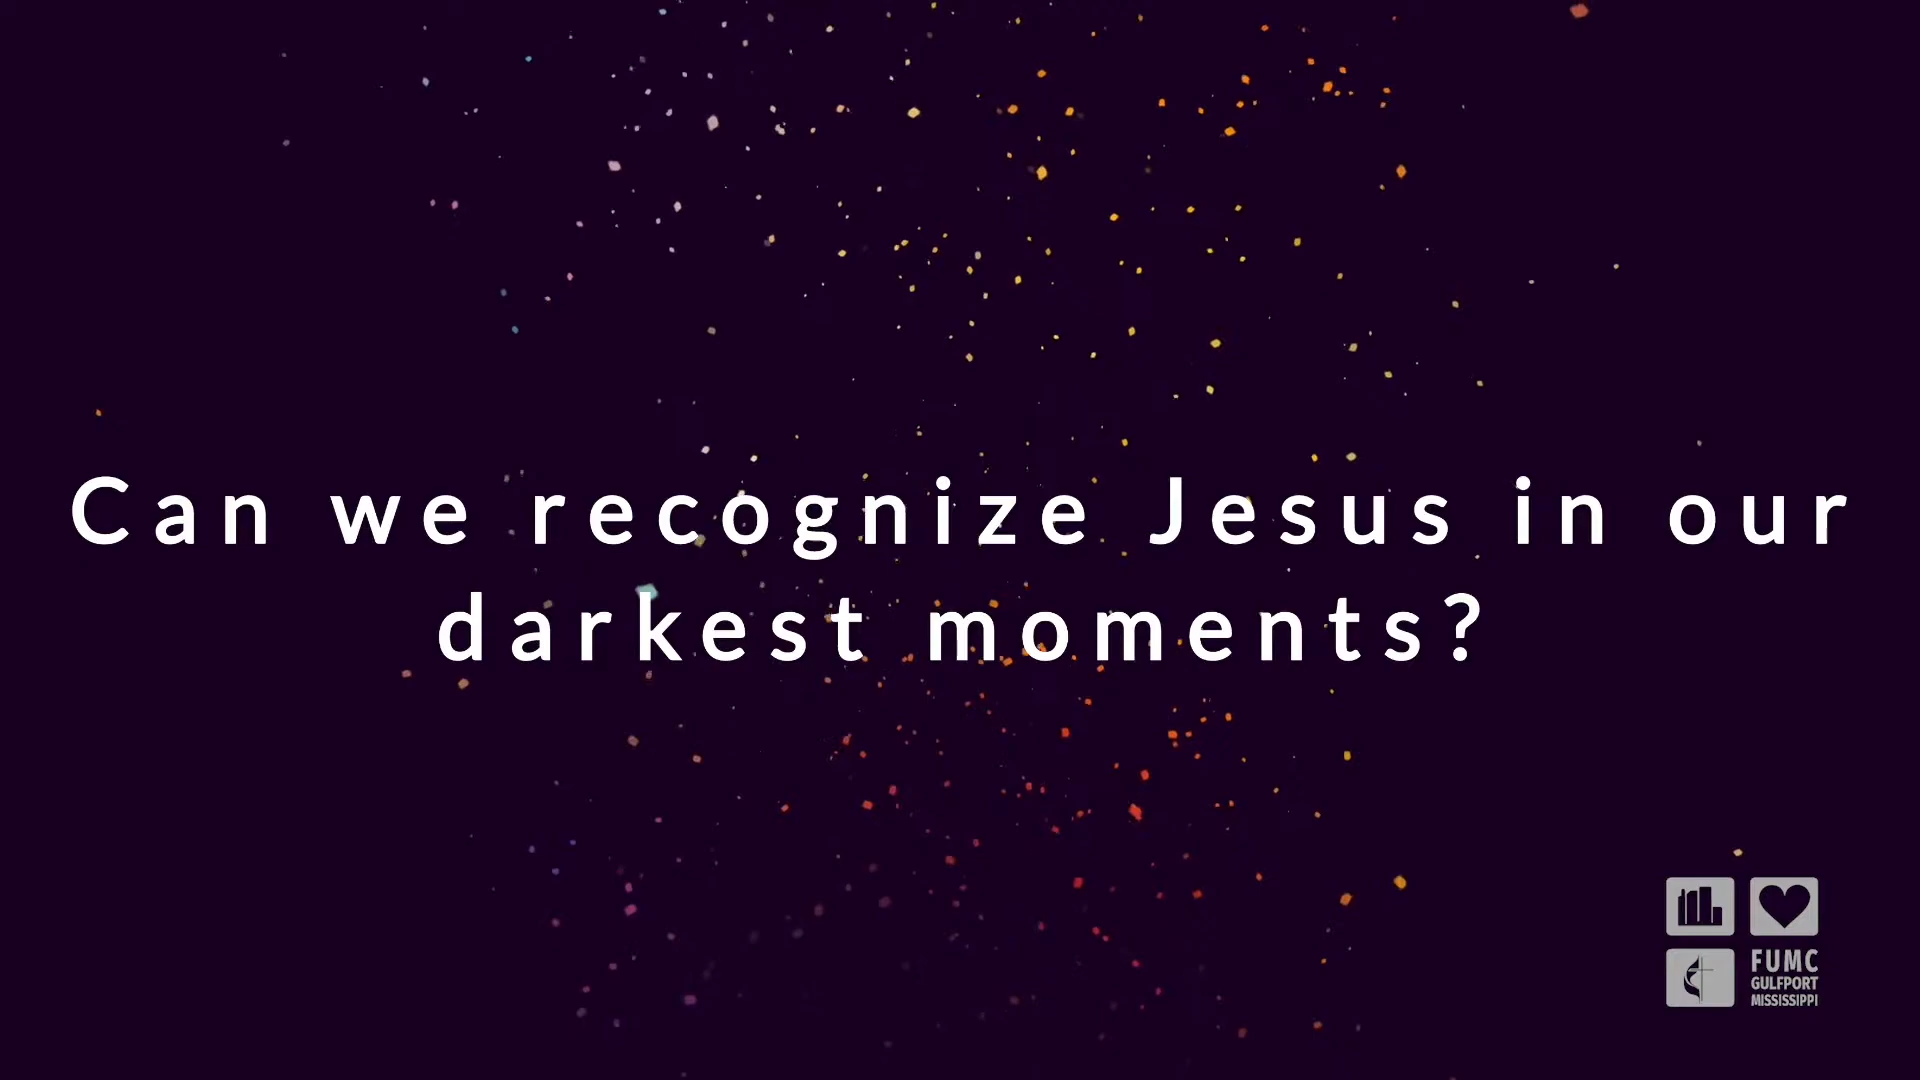 Can we recognize Jesus in our
darkest moments?
FUMC
GULFPORT
MISSISSIPPI